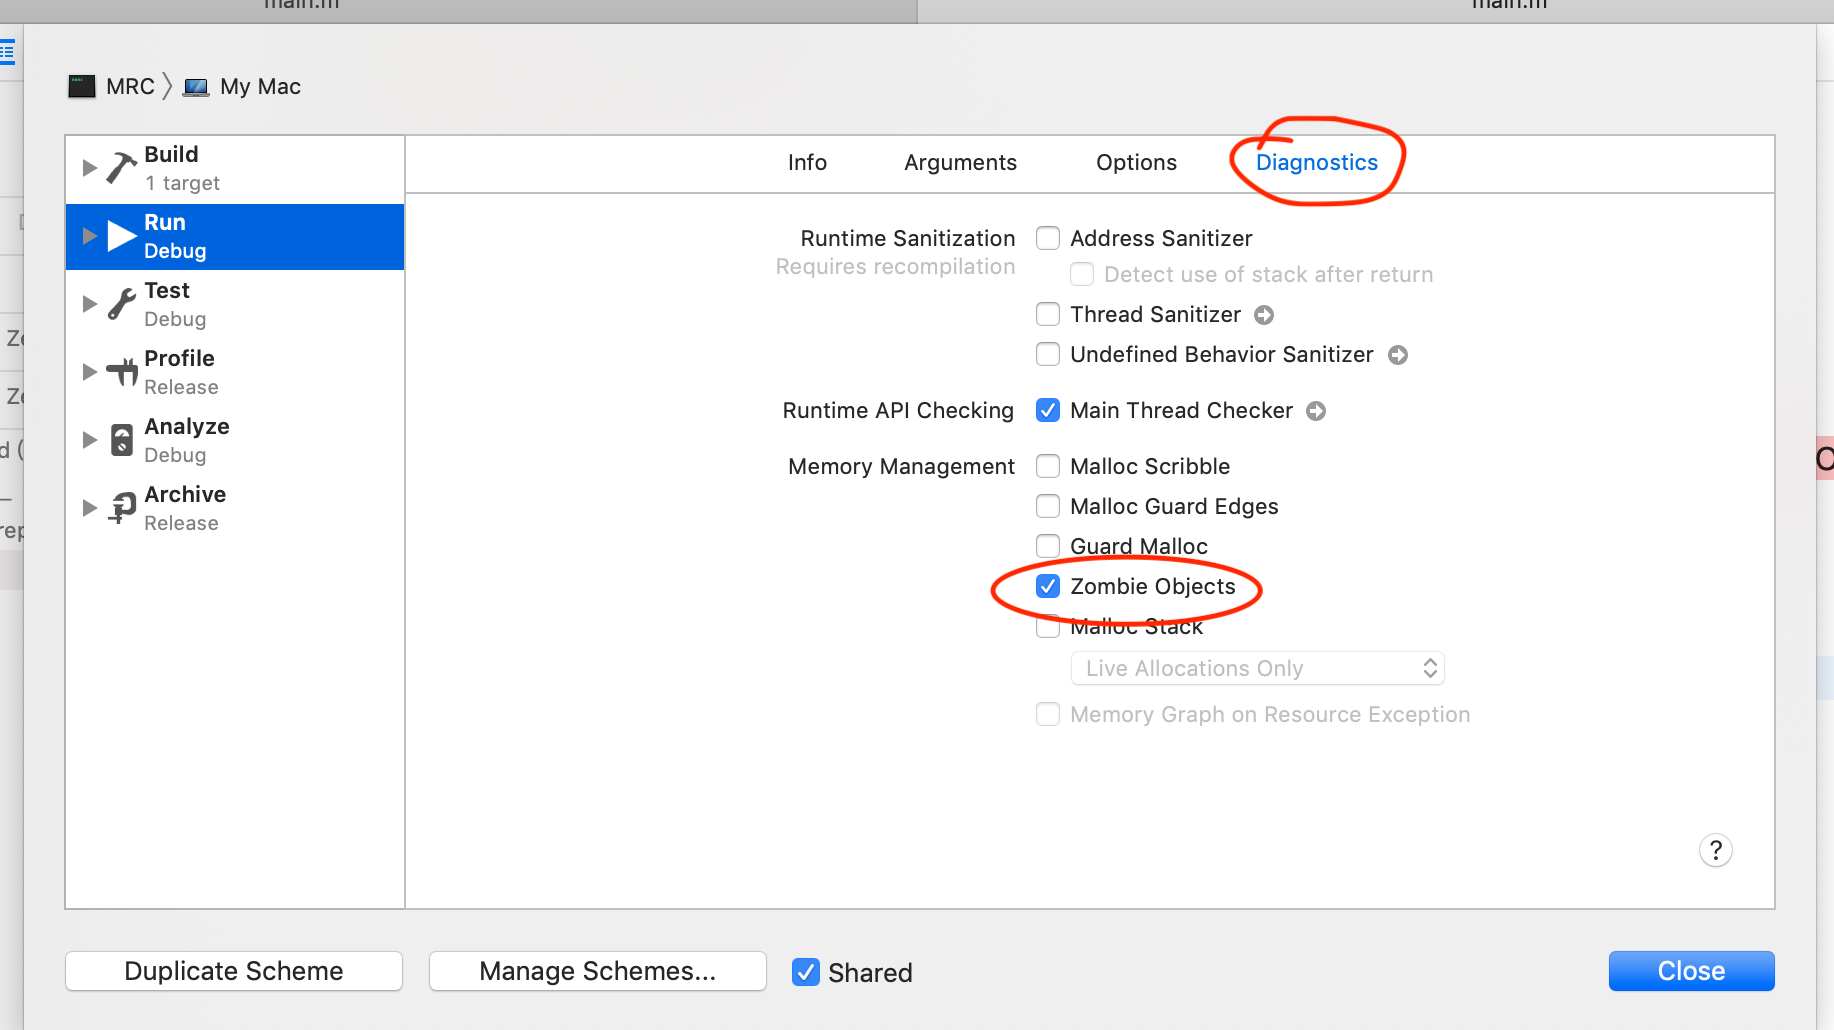 main.m
main.m
MRC
My Mac
Build
1 target
Run
Debug
Test
Debug
Profile
Release
Analyze
Debug
Archive
Release
Info
Arguments
Options
Diagnostics
Runtime Sanitization
Requires recompilation
Address Sanitizer
Detect use of stack after return
Thread Sanitizer
Undefined Behavior Sanitizer
Runtime API Checking
Main Thread Checker
Memory Management
Malloc Scribble
Malloc Guard Edges
Guard Malloc
Zombie Objects
Malloc Stack
Live Allocations Only
Memory Graph on Resource Exception
?
Duplicate Scheme
Manage Schemes...
Shared
Close